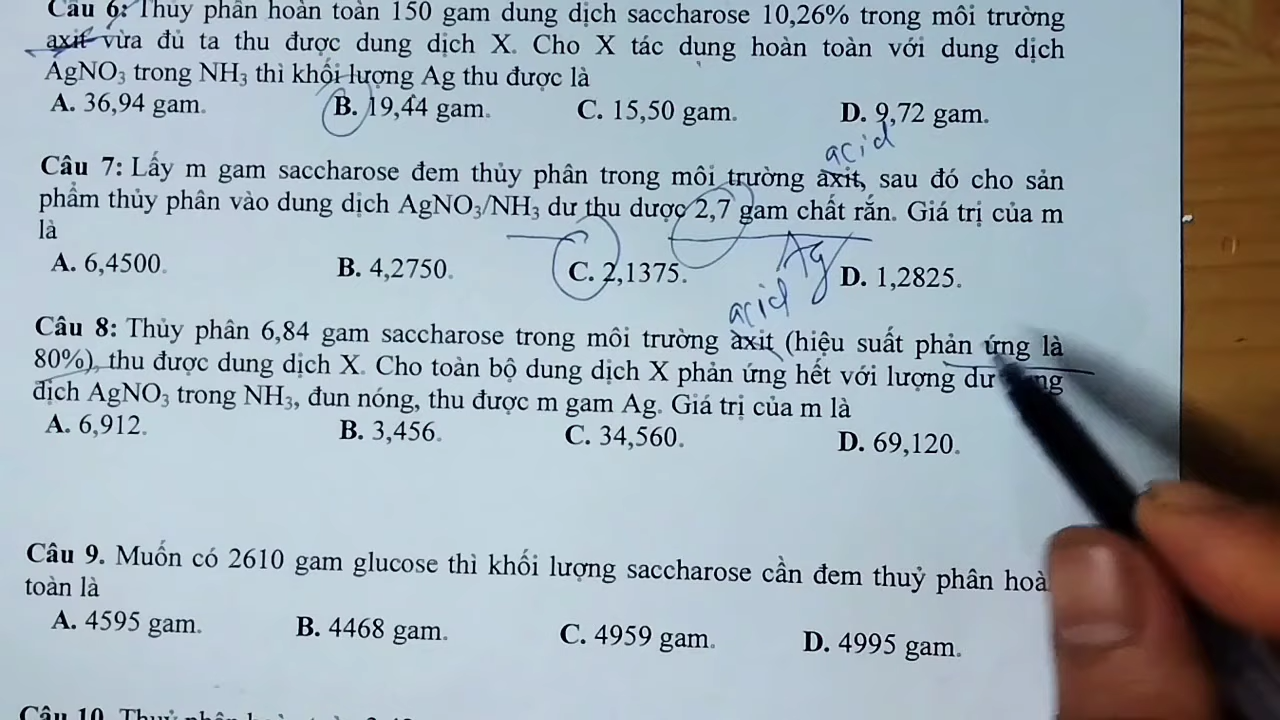 Câu 6: Thủy phân hoàn toàn 150 gam dung dịch saccharose 10,26% trong môi trường
axit vừa đủ ta thu được dung dịch X. Cho X tác dụng hoàn toàn với dung dịch
AgNO₃ trong NH₃ thì khối lượng Ag thu được là
A. 36,94 gam. B. 19,44 gam. C. 15,50 gam. D. 9,72 gam.
acid
Câu 7: Lấy m gam saccharose đem thủy phân trong môi trường axit, sau đó cho sản
phẩm thủy phân vào dung dịch AgNO₃/NH₃ dư thu dược 2,7 gam chất rắn. Giá trị của m
là
Ag
A. 6,4500. B. 4,2750. C. 2,1375. D. 1,2825.
acid
Câu 8: Thủy phân 6,84 gam saccharose trong môi trường axit (hiệu suất phản ứng là
80%), thu được dung dịch X. Cho toàn bộ dung dịch X phản ứng hết với lượng dư
dịch AgNO₃ trong NH₃, đun nóng, thu được m gam Ag. Giá trị của m là
A. 6,912. B. 3,456. C. 34,560. D. 69,120.
Câu 9. Muốn có 2610 gam glucose thì khối lượng saccharose cần đem thuỷ phân
toàn là
A. 4595 gam. B. 4468 gam. C. 4959 gam. D. 4995 gam.
Câu 10.